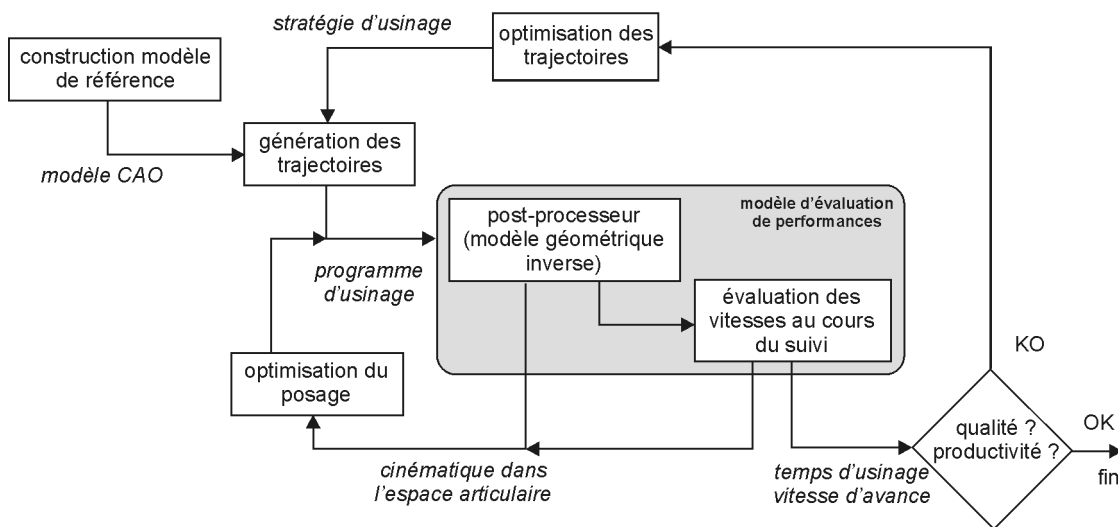 stratégie d'usinage
optimisation des
trajectoires
construction modèle
de référence
génération des
trajectoires
modèle CAO
modèle d'évaluation
de performances
post-processeur
(modèle géométrique
inverse)
programme
d'usinage
évaluation des
vitesses au cours
du suivi
KO
optimisation du
posage
qualité ?
productivité ?
OK
fin
cinématique dans
l'espace articulaire
temps d'usinage
vitesse d'avance